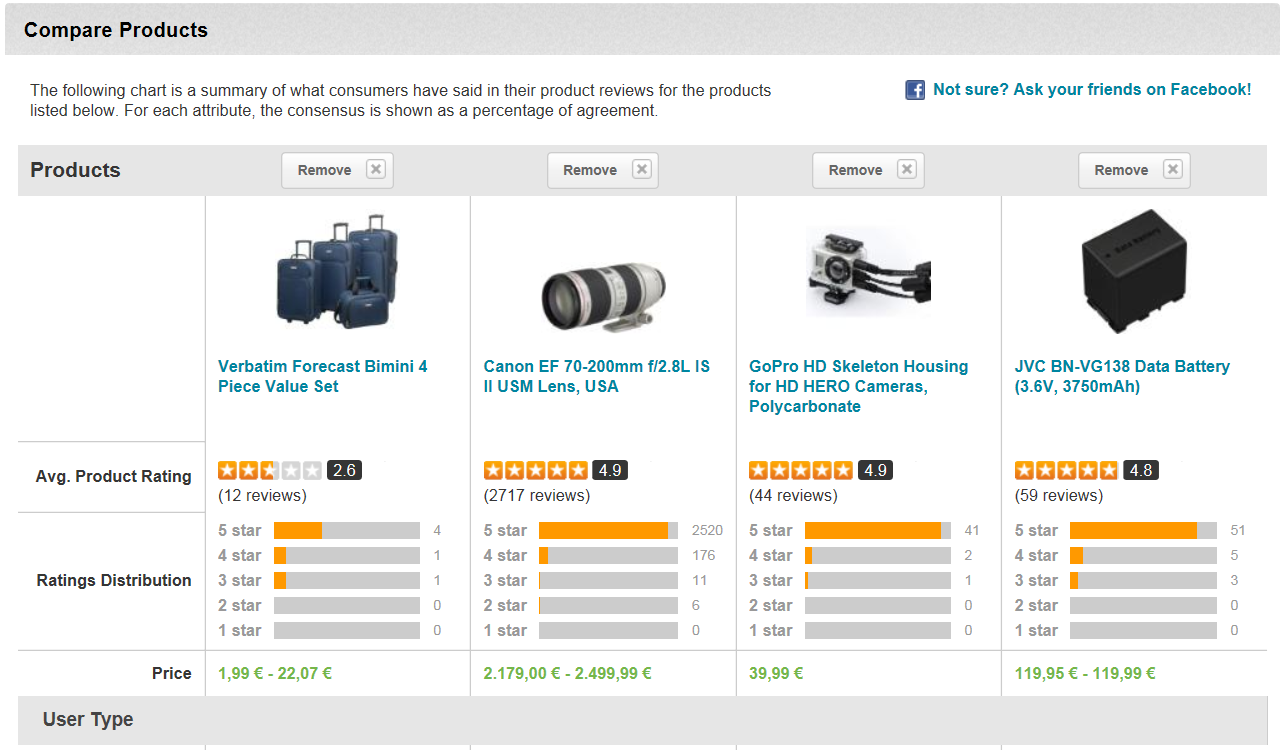 Compare Products
The following chart is a summary of what consumers have said in their product reviews for the products
listed below. For each attribute, the consensus is shown as a percentage of agreement.
f Not sure? Ask your friends on Facebook!
Products
Remove
Remove
Remove
Remove
Data Battery
Verbatim Forecast Bimini 4
Piece Value Set
Canon EF 70-200mm f/2.8L IS
II USM Lens, USA
GoPro HD Skeleton Housing
for HD HERO Cameras,
Polycarbonate
JVC BN-VG138 Data Battery
(3.6V, 3750mAh)
Avg. Product Rating
2.6
(12 reviews)
4.9
(2717 reviews)
4.9
(44 reviews)
4.8
(59 reviews)
Ratings Distribution
5 star 4
4 star 1
3 star 1
2 star 0
1 star 0
5 star 2520
4 star 176
3 star 11
2 star 6
1 star 0
5 star 41
4 star 2
3 star 1
2 star 0
1 star 0
5 star 51
4 star 5
3 star 3
2 star 0
1 star 0
Price
1,99 € - 22,07 €
2.179,00 € - 2.499,99 €
39,99 €
119,95 € - 119,99 €
User Type